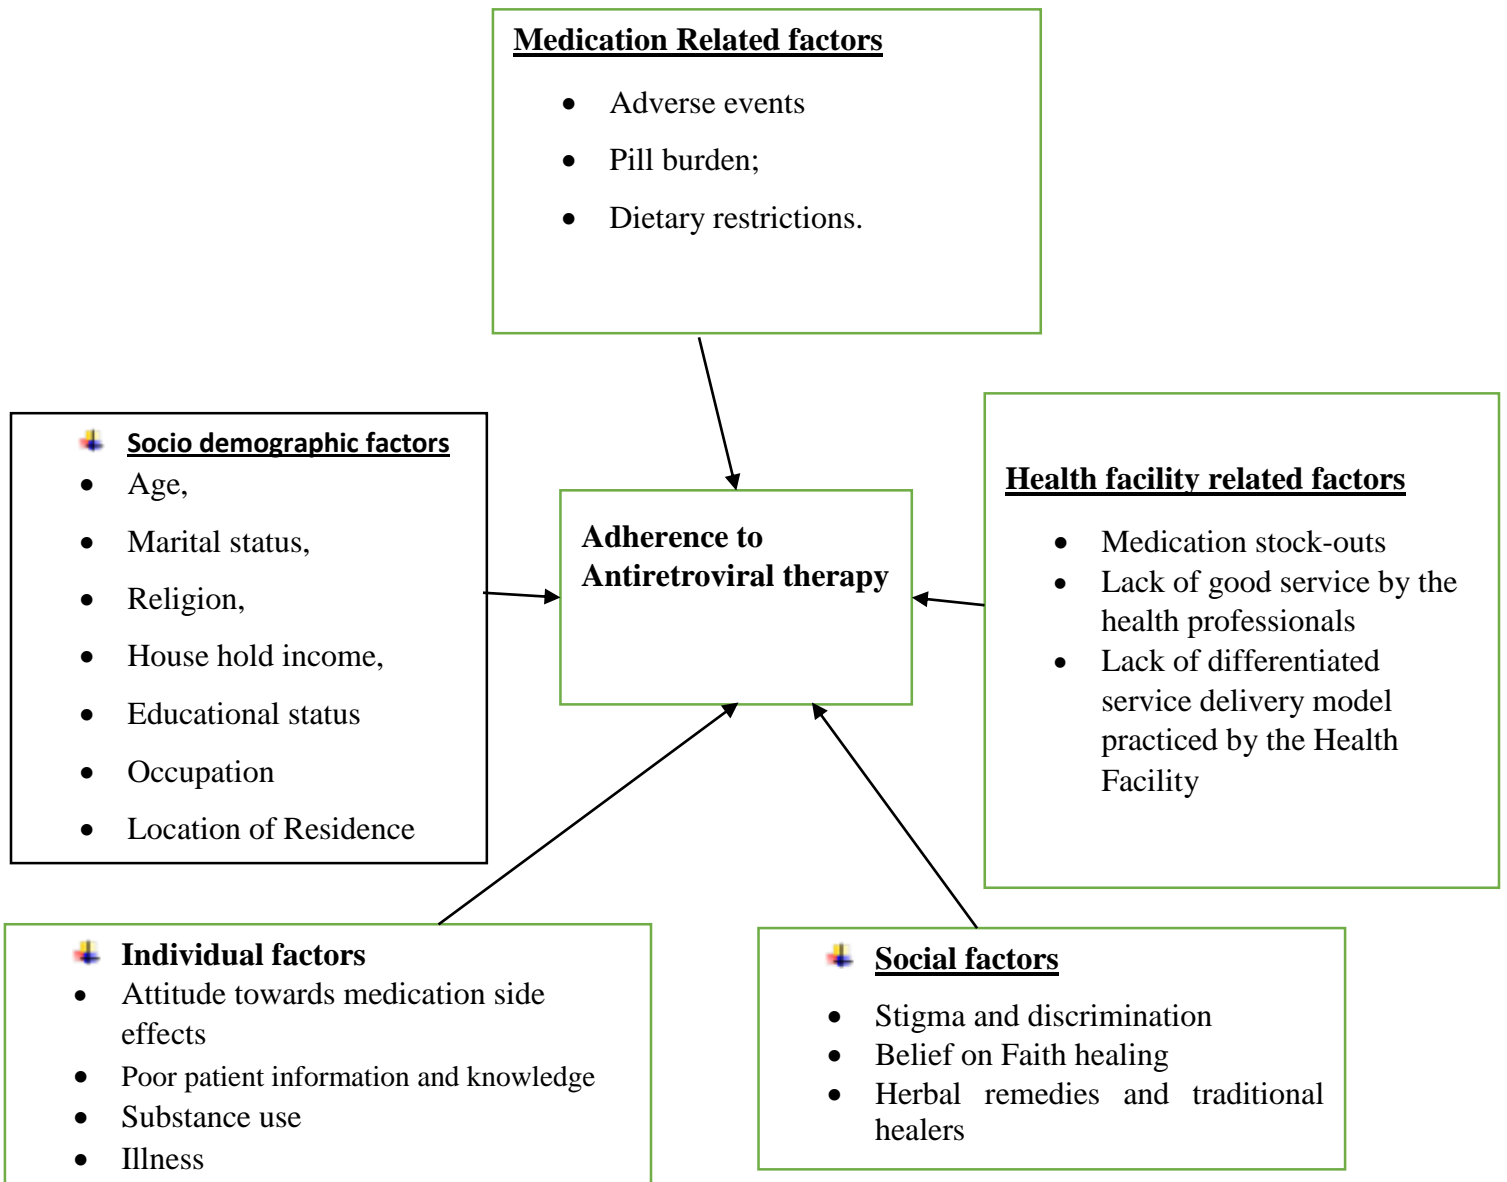 Medication Related factors
• Adverse events
• Pill burden;
• Dietary restrictions.
Socio demographic factors
• Age,
• Marital status,
• Religion,
• House hold income,
• Educational status
• Occupation
• Location of Residence
Adherence to
Antiretroviral therapy
Health facility related factors
• Medication stock-outs
• Lack of good service by the
health professionals
• Lack of differentiated
service delivery model
practiced by the Health
Facility
Individual factors
• Attitude towards medication side
effects
• Poor patient information and knowledge
• Substance use
• Illness
Social factors
• Stigma and discrimination
• Belief on Faith healing
• Herbal remedies and traditional
healers